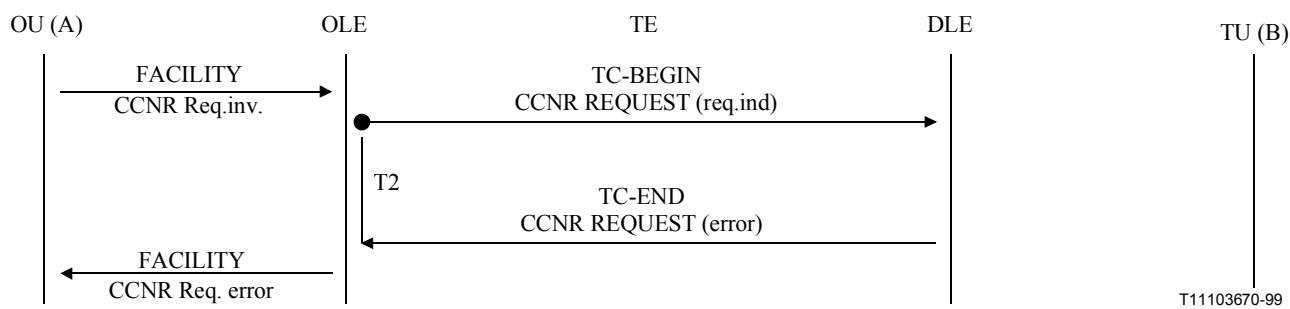 OU (A)
OLE
TE
DLE
TU (B)
FACILITY
CCNR Req.inv.
TC-BEGIN
CCNR REQUEST (req.ind)
T2
TC-END
CCNR REQUEST (error)
FACILITY
CCNR Req. error
T11103670-99